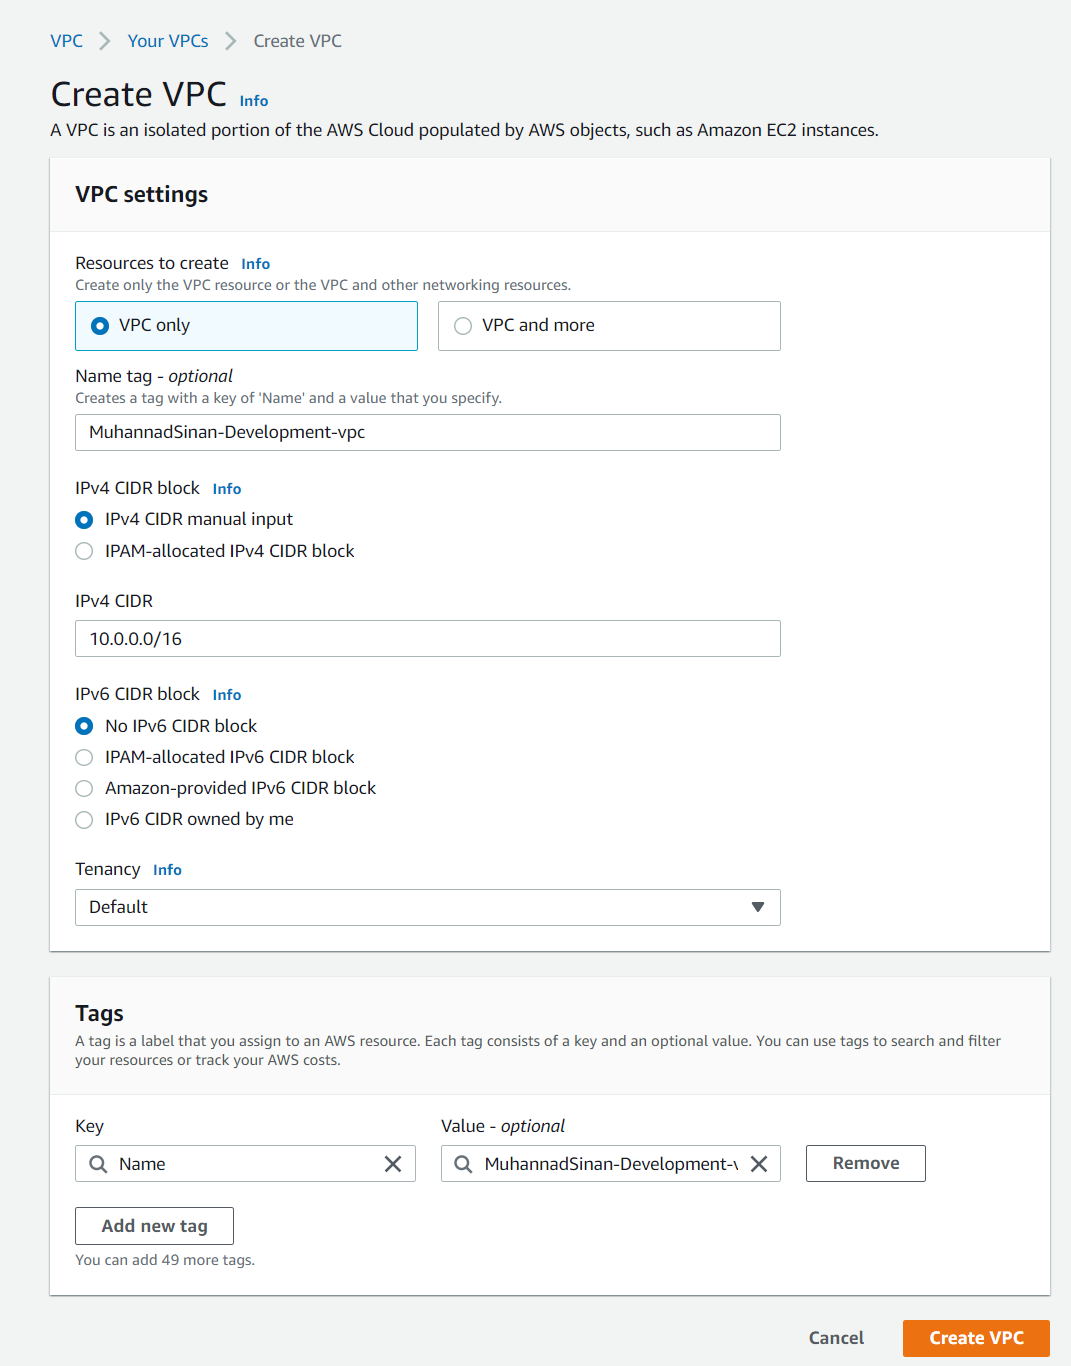 VPC > Your VPCs > Create VPC
Create VPC Info
A VPC is an isolated portion of the AWS Cloud populated by AWS objects, such as Amazon EC2 instances.
VPC settings
Resources to create Info
Create only the VPC resource or the VPC and other networking resources.
VPC only
VPC and more
Name tag - optional
Creates a tag with a key of 'Name' and a value that you specify.
MuhannadSinan-Development-vpc
IPv4 CIDR block Info
IPv4 CIDR manual input
IPAM-allocated IPv4 CIDR block
IPv4 CIDR
10.0.0.0/16
IPv6 CIDR block Info
No IPv6 CIDR block
IPAM-allocated IPv6 CIDR block
Amazon-provided IPv6 CIDR block
IPv6 CIDR owned by me
Tenancy Info
Default
Tags
A tag is a label that you assign to an AWS resource. Each tag consists of a key and an optional value. You can use tags to search and filter
your resources or track your AWS costs.
Key
Value - optional
Name
MuhannadSinan-Development-v
Remove
Add new tag
You can add 49 more tags.
Cancel
Create VPC